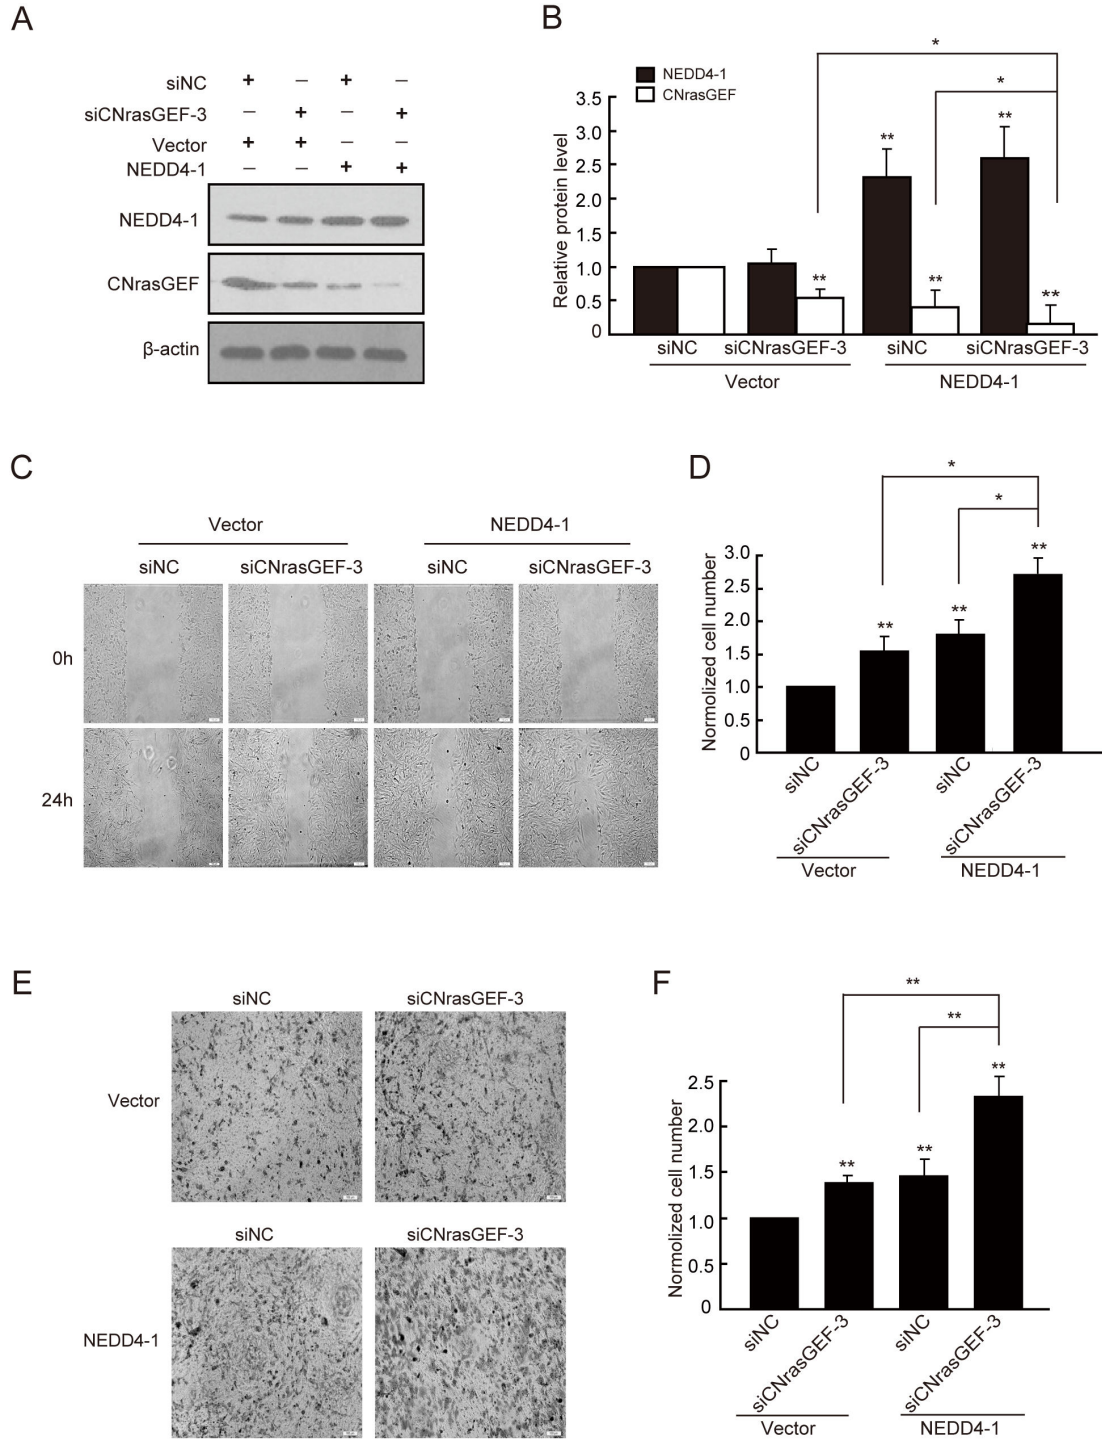 A
siNC + – + –
siCNrasGEF-3 – + – +
Vector + + – –
NEDD4-1 – – + +
NEDD4-1
CNrasGEF
β-actin
B
*
*
NEDD4-1
CNrasGEF
Relative protein level
3.5
3.0
2.5
2.0
1.5
1.0
0.5
0
**
**
**
**
**
siNC siCNrasGEF-3 siNC siCNrasGEF-3
Vector NEDD4-1
C
Vector NEDD4-1
siNC siCNrasGEF-3 siNC siCNrasGEF-3
0h
24h
D
*
*
Normolized cell number
3.0
2.5
2.0
1.5
1.0
0.5
0
**
**
**
siNC siCNrasGEF-3 siNC siCNrasGEF-3
Vector NEDD4-1
E
siNC siCNrasGEF-3
Vector
siNC siCNrasGEF-3
NEDD4-1
F
**
**
Normolized cell number
2.5
2.0
1.5
1.0
0.5
0
**
**
**
siNC siCNrasGEF-3 siNC siCNrasGEF-3
Vector NEDD4-1